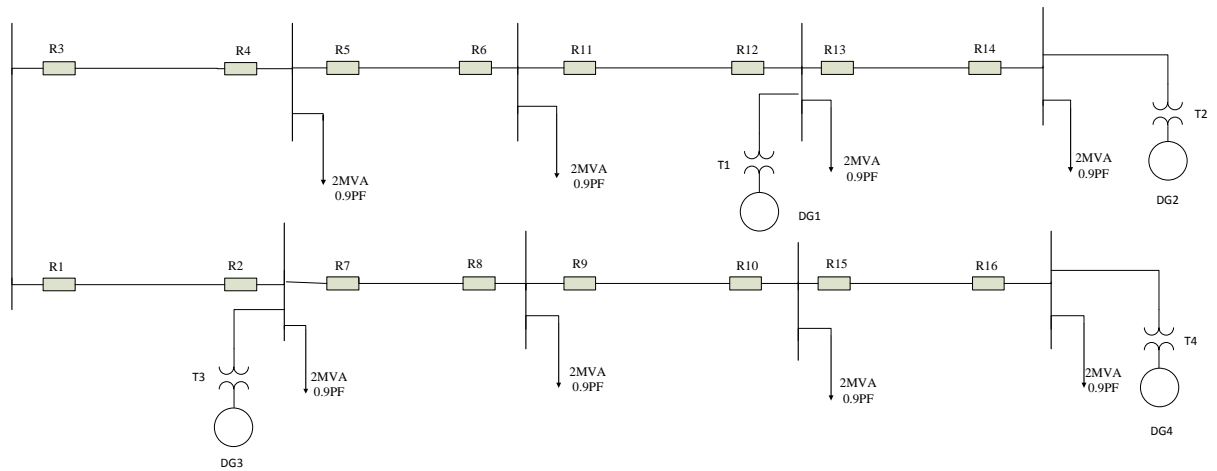 R3
R4
R5
R6
R11
R12
R13
R14
T2
T1
2MVA
0.9PF
2MVA
0.9PF
2MVA
0.9PF
2MVA
0.9PF
DG2
DG1
R1
R2
R7
R8
R9
R10
R15
R16
T4
T3
2MVA
0.9PF
2MVA
0.9PF
2MVA
0.9PF
2MVA
0.9PF
DG4
DG3